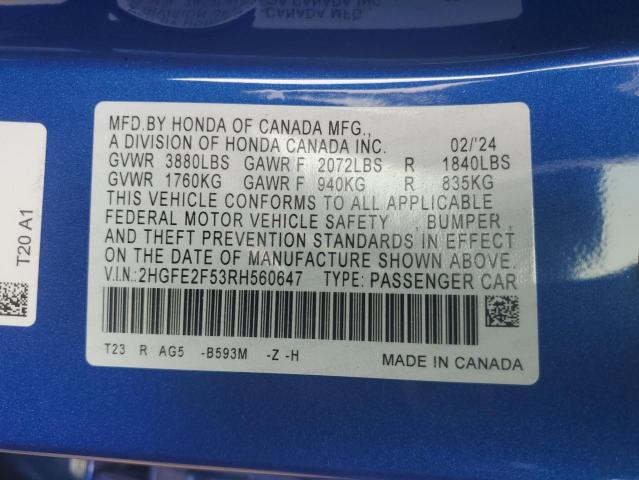 MFD.BY HONDA OF CANADA MFG.,
A DIVISION OF HONDA CANADA INC. 02/'24
GVWR 3880LBS GAWR F 2072LBS R 1840LBS
GVWR 1760KG GAWR F 940KG R 835KG
THIS VEHICLE CONFORMS TO ALL APPLICABLE
FEDERAL MOTOR VEHICLE SAFETY , BUMPER ,
AND THEFT PREVENTION STANDARDS IN EFFECT
ON THE DATE OF MANUFACTURE SHOWN ABOVE.
V.I.N.:2HGFE2F53RH560647 TYPE: PASSENGER CAR
T23 R AG5 -B593M -Z -H MADE IN CANADA
T20 A1